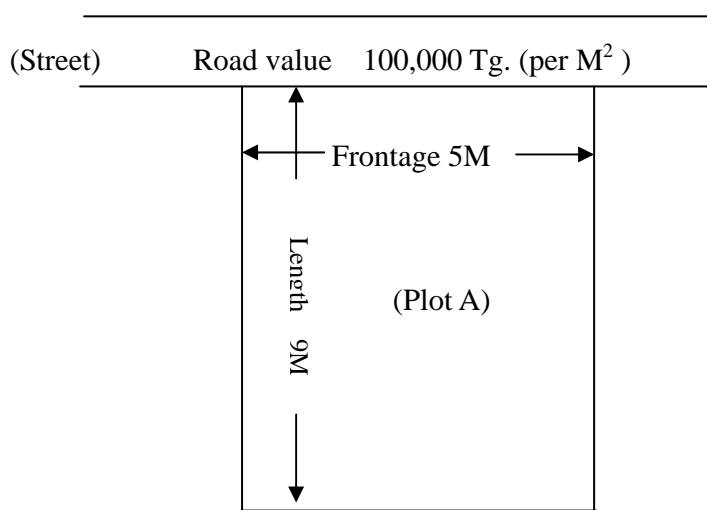 (Street) Road value 100,000 Tg. (per M² )
Frontage 5M
Length 9M
(Plot A)